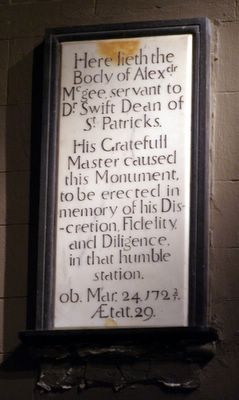 Here lieth the
Body of Alexdr
McGee, servant to
Dr Swift Dean of
St Patricks.
His Gratefull
Master caused
this Monument,
to be erected in
memory of his Dis-
-cretion, Fidelity,
and Diligence,
in that humble
station.
ob. Mar. 24, 172½.
Ætat. 29.